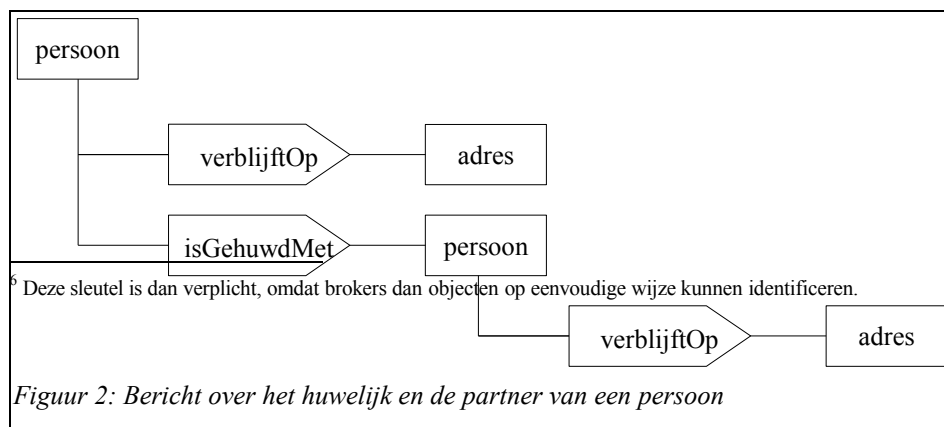 persoon
verblijftOp
adres
isGehuwdMet
persoon
6 Deze sleutel is dan verplicht, omdat brokers dan objecten op eenvoudige wijze kunnen identificeren.
verblijftOp
adres
Figuur 2: Bericht over het huwelijk en de partner van een persoon